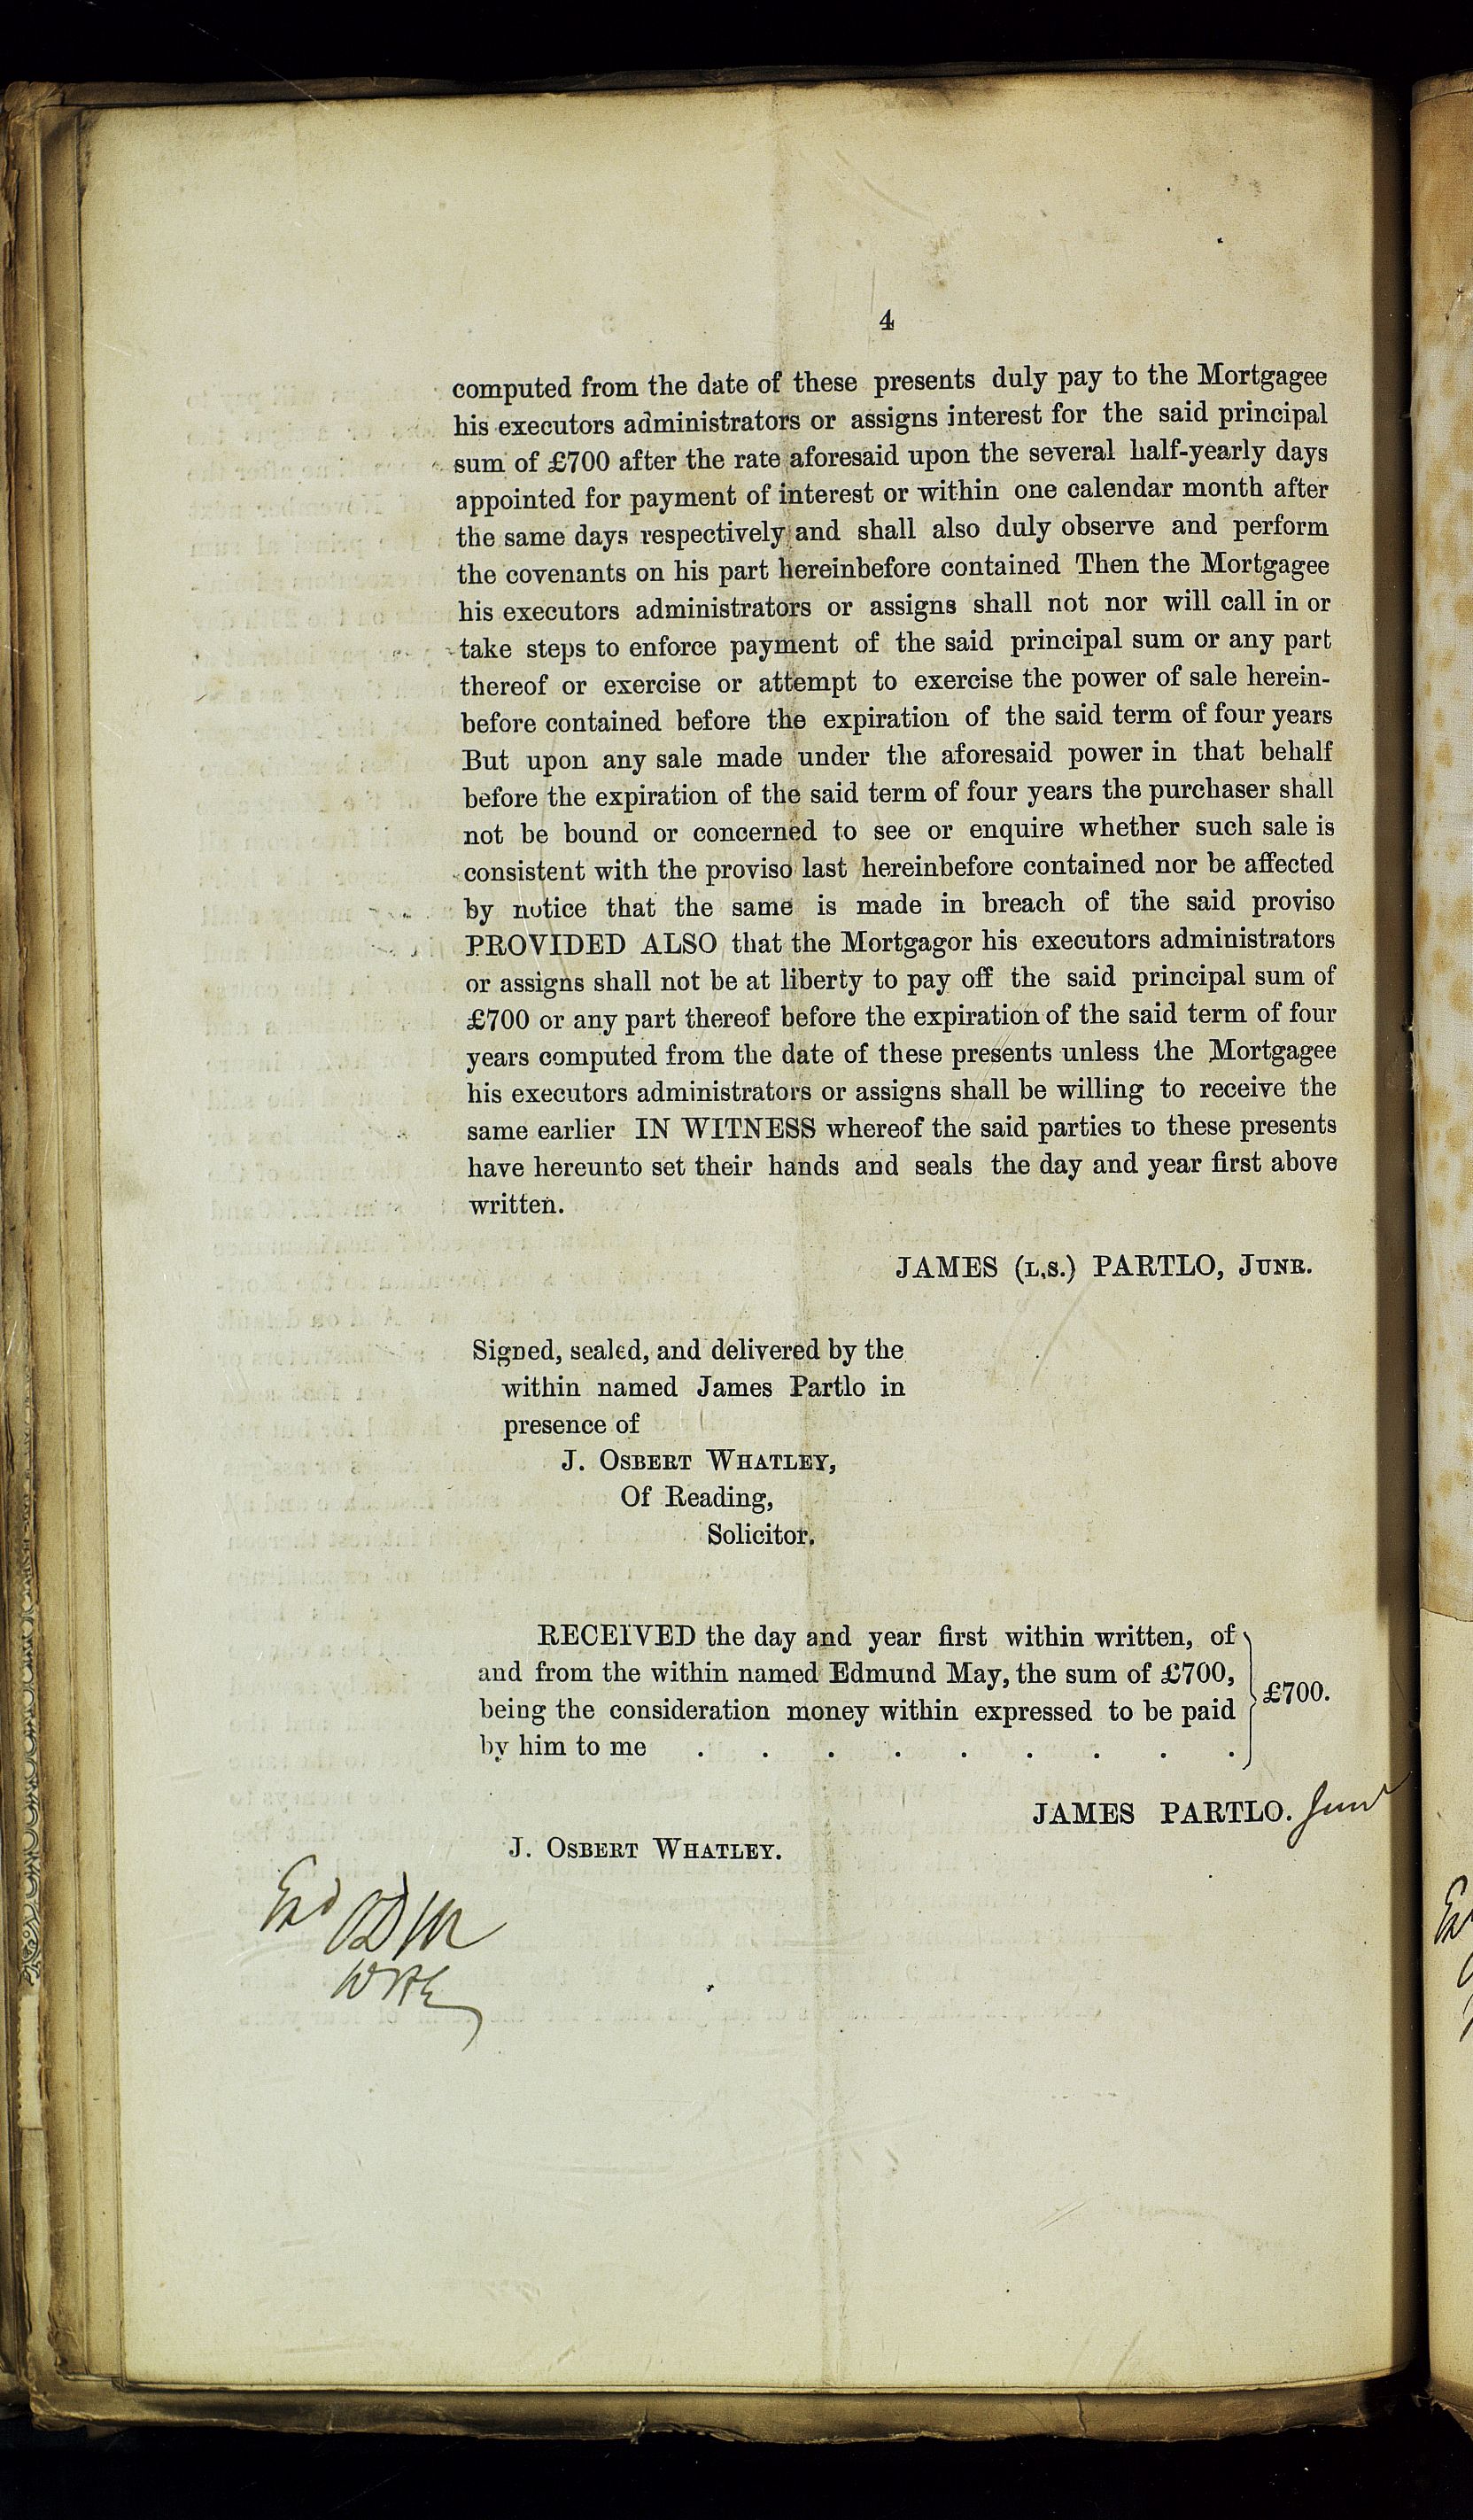 4
computed from the date of these presents duly pay to the Mortgagee
his executors administrators or assigns interest for the said principal
sum of £700 after the rate aforesaid upon the several half-yearly days
appointed for payment of interest or within one calendar month after
the same days respectively and shall also duly observe and perform
the covenants on his part hereinbefore contained Then the Mortgagee
his executors administrators or assigns shall not nor will call in or
take steps to enforce payment of the said principal sum or any part
thereof or exercise or attempt to exercise the power of sale herein-
before contained before the expiration of the said term of four years
But upon any sale made under the aforesaid power in that behalf
before the expiration of the said term of four years the purchaser shall
not be bound or concerned to see or enquire whether such sale is
consistent with the proviso last hereinbefore contained nor be affected
by notice that the same is made in breach of the said proviso
PROVIDED ALSO that the Mortgagor his executors administrators
or assigns shall not be at liberty to pay off the said principal sum of
£700 or any part thereof before the expiration of the said term of four
years computed from the date of these presents unless the Mortgagee
his executors administrators or assigns shall be willing to receive the
same earlier IN WITNESS whereof the said parties to these presents
have hereunto set their hands and seals the day and year first above
written.
JAMES (L.S.) PARTLO, JUNR.
Signed, sealed, and delivered by the
within named James Partlo in
presence of
J. OSBERT WHATLEY,
Of Reading,
Solicitor.
RECEIVED the day and year first within written, of
and from the within named Edmund May, the sum of £700,
being the consideration money within expressed to be paid
by him to me . . . . . . . . .
£700.
JAMES PARTLO. Junr
J. OSBERT WHATLEY.
Exd